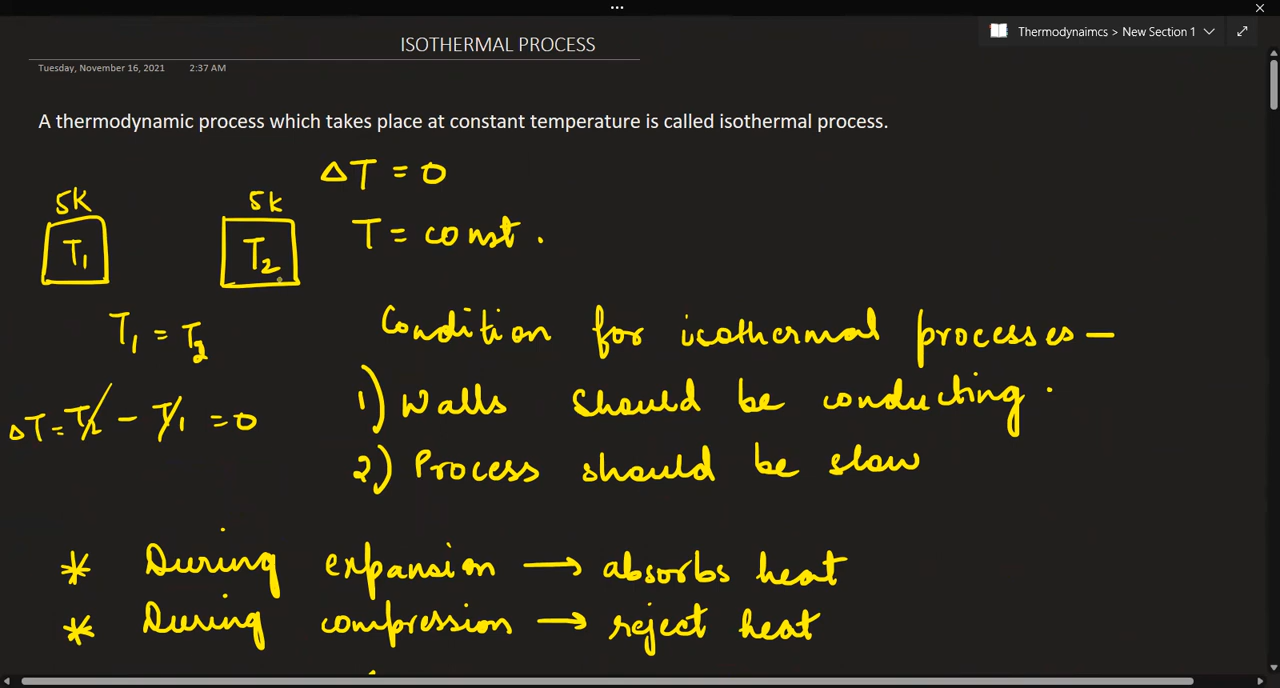 Thermodynaimcs > New Section 1
ISOTHERMAL PROCESS
Tuesday, November 16, 2021 2:37 AM
A thermodynamic process which takes place at constant temperature is called isothermal process.
ΔT = 0
5K 5K
T1 T2
T = const.
Condition for isothermal processes –
T1 = T2
1) Walls should be conducting.
ΔT = T2 – T1 = 0
2) Process should be slow
* During expansion → absorbs heat
* During compression → reject heat